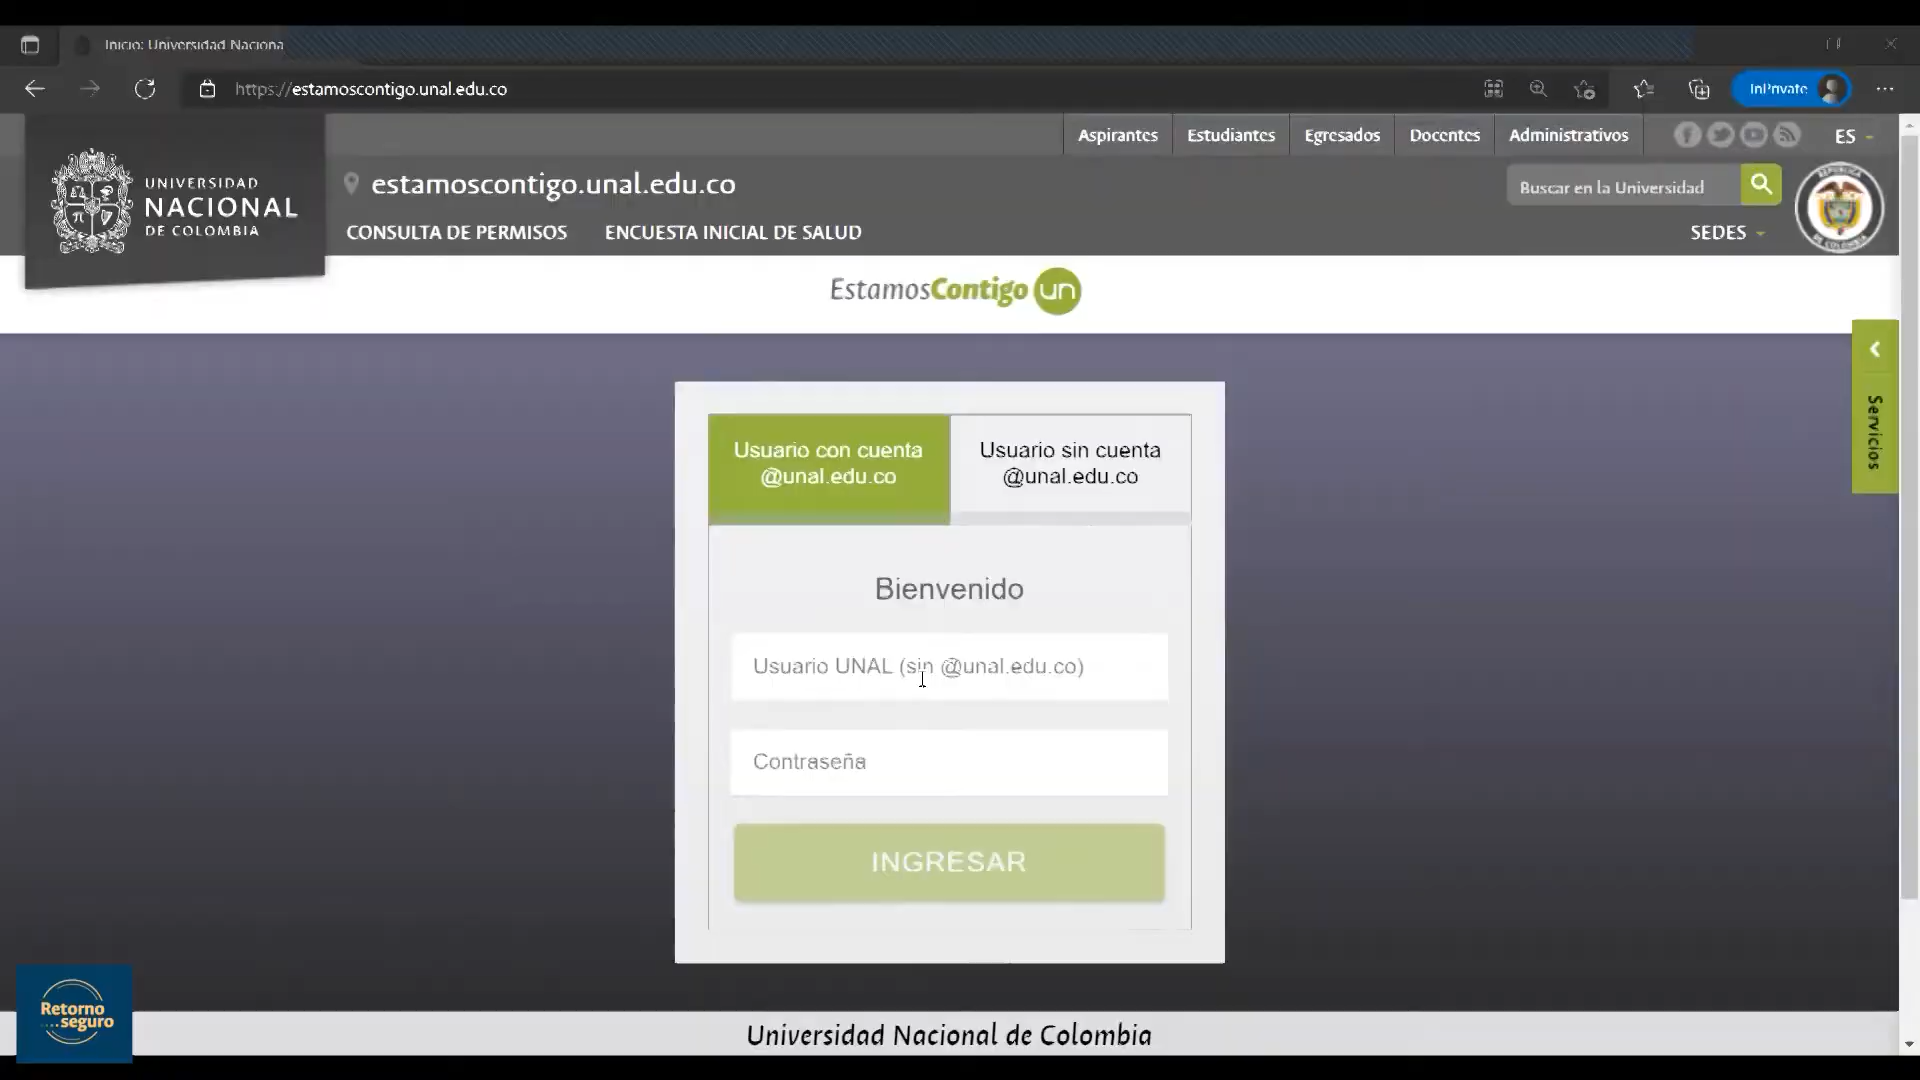 Inicio: Universidad Naciona
https://estamoscontigo.unal.edu.co
InPrivate
Aspirantes
Estudiantes
Egresados
Docentes
Administrativos
ES
UNIVERSIDAD
NACIONAL
DE COLOMBIA
estamoscontigo.unal.edu.co
Buscar en la Universidad
REPUBLICA
DE COLOMBIA
CONSULTA DE PERMISOS
ENCUESTA INICIAL DE SALUD
SEDES
EstamosContigo un
Servicios
Usuario con cuenta
@unal.edu.co
Usuario sin cuenta
@unal.edu.co
Bienvenido
Usuario UNAL (sin @unal.edu.co)
Contraseña
INGRESAR
Retorno
....seguro
Universidad Nacional de Colombia